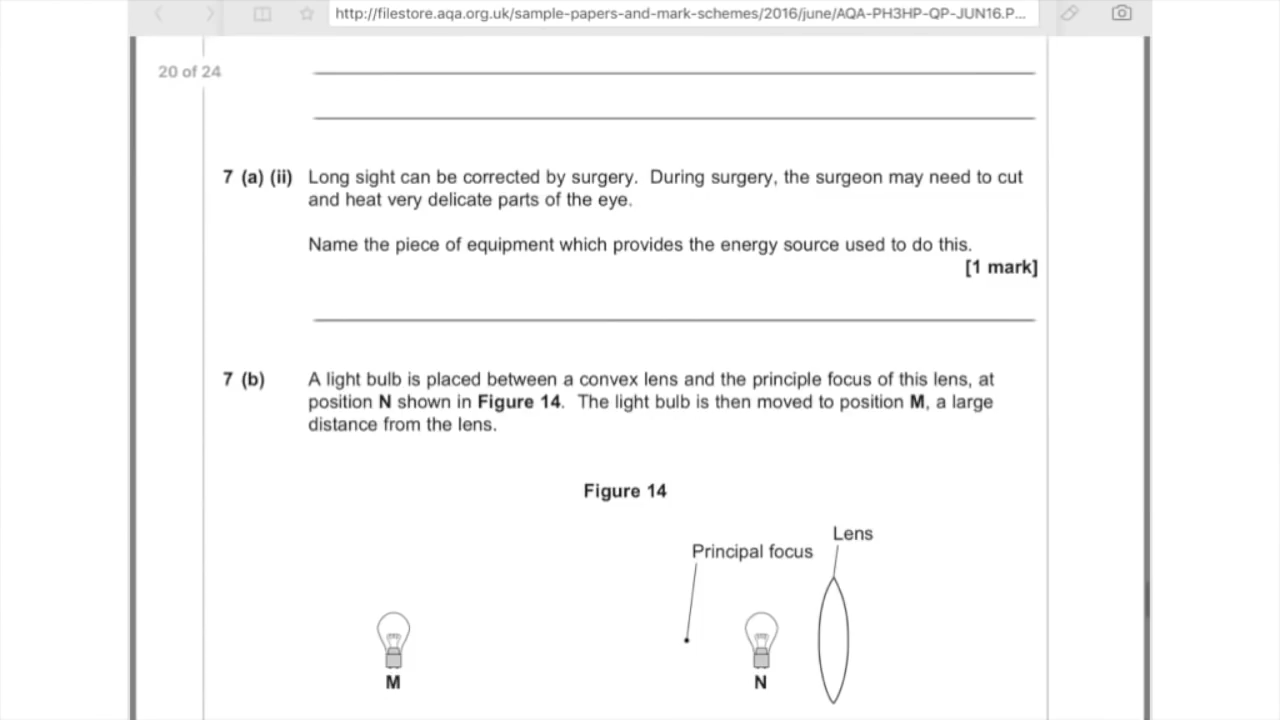 http://filestore.aqa.org.uk/sample-papers-and-mark-schemes/2016/june/AQA-PH3HP-QP-JUN16.P...
20 of 24
7 (a) (ii) Long sight can be corrected by surgery. During surgery, the surgeon may need to cut
and heat very delicate parts of the eye.
Name the piece of equipment which provides the energy source used to do this.
[1 mark]
7 (b) A light bulb is placed between a convex lens and the principle focus of this lens, at
position N shown in Figure 14. The light bulb is then moved to position M, a large
distance from the lens.
Figure 14
Lens
Principal focus
M
N